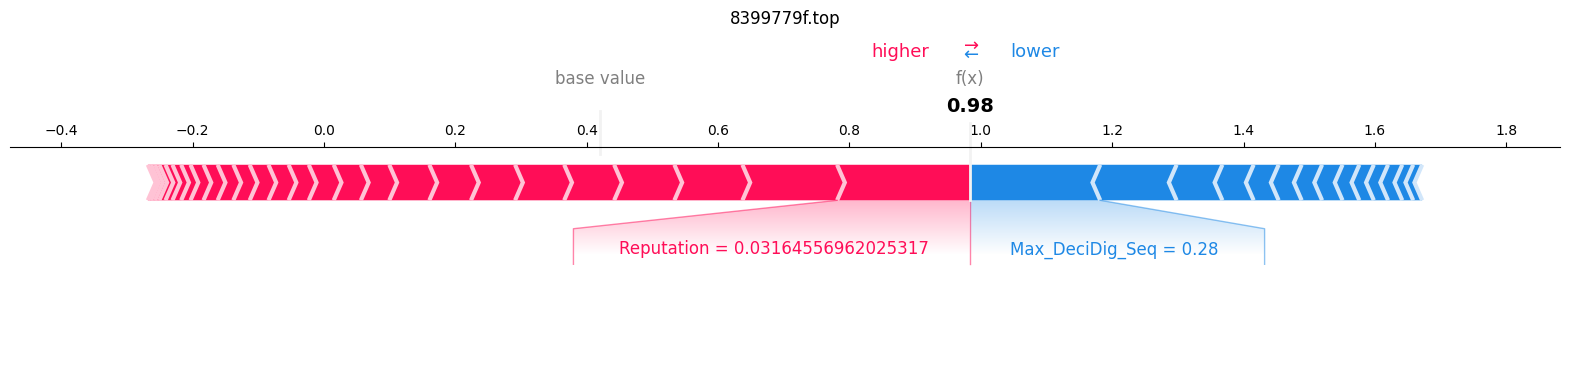 8399779f.top
higher ⇄ lower
base value f(x)
0.98
−0.4 −0.2 0.0 0.2 0.4 0.6 0.8 1.0 1.2 1.4 1.6 1.8
Reputation = 0.03164556962025317 Max_DeciDig_Seq = 0.28